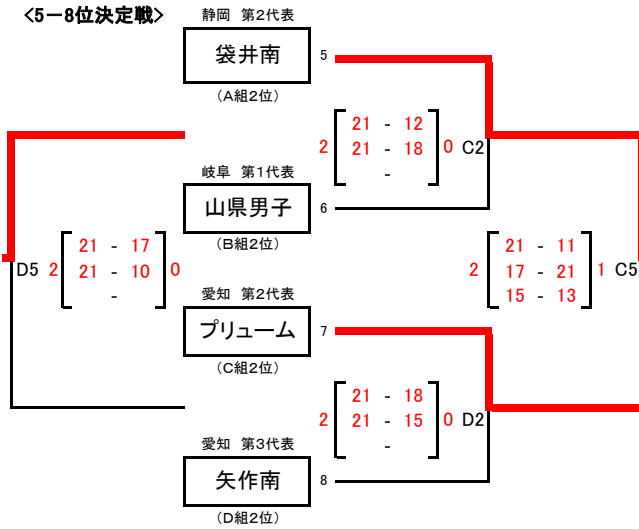 <5－8位決定戦>
静岡 第2代表
袋井南
(A組2位)
5
2 21 - 12 0 C2
21 - 18
-
岐阜 第1代表
山県男子
(B組2位)
6
D5 2 21 - 17 0
21 - 10
-
2 21 - 11 1 C5
17 - 21
15 - 13
愛知 第2代表
プリューム
(C組2位)
7
2 21 - 18 0 D2
21 - 15
-
愛知 第3代表
矢作南
(D組2位)
8